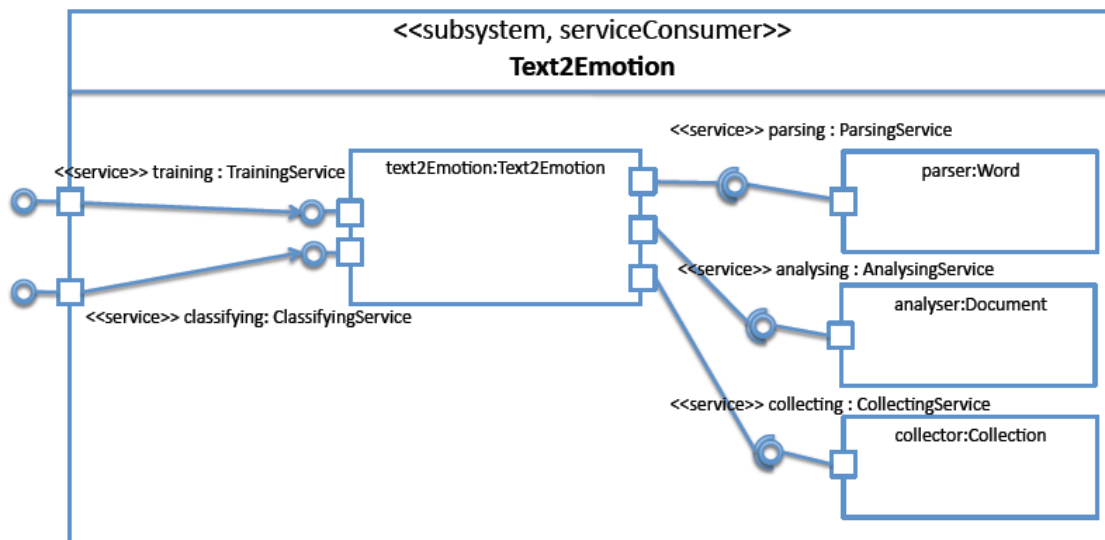 <<subsystem, serviceConsumer>>
Text2Emotion
<<service>> parsing : ParsingService
<<service>> training : TrainingService
text2Emotion:Text2Emotion
parser:Word
<<service>> analysing : AnalysingService
<<service>> classifying: ClassifyingService
analyser:Document
<<service>> collecting : CollectingService
collector:Collection